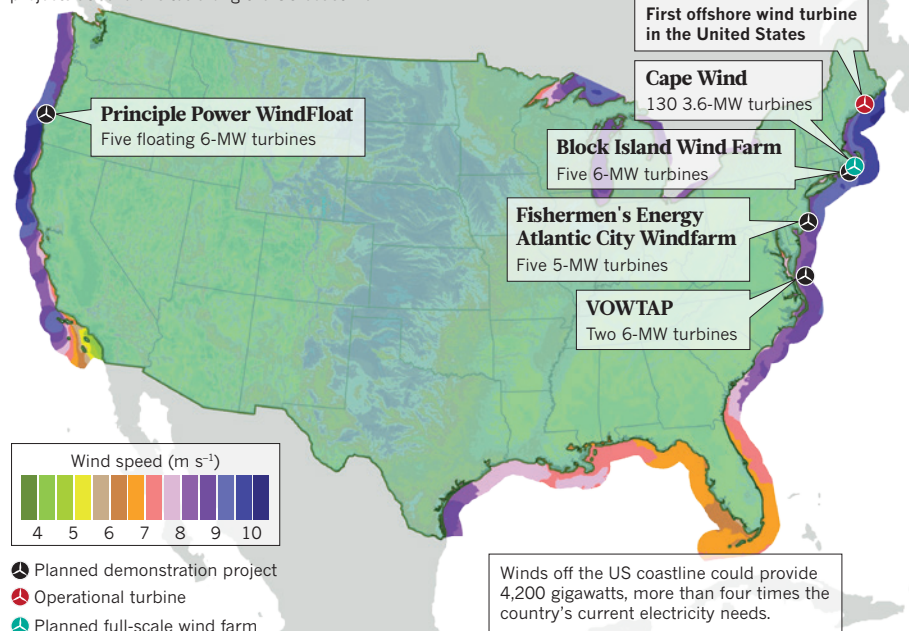 First offshore wind turbine
in the United States
Cape Wind
130 3.6-MW turbines
Principle Power WindFloat
Five floating 6-MW turbines
Block Island Wind Farm
Five 6-MW turbines
Fishermen's Energy
Atlantic City Windfarm
Five 5-MW turbines
VOWTAP
Two 6-MW turbines
Wind speed (m s⁻¹)
4 5 6 7 8 9 10
Planned demonstration project
Operational turbine
Planned full-scale wind farm
Winds off the US coastline could provide
4,200 gigawatts, more than four times the
country's current electricity needs.